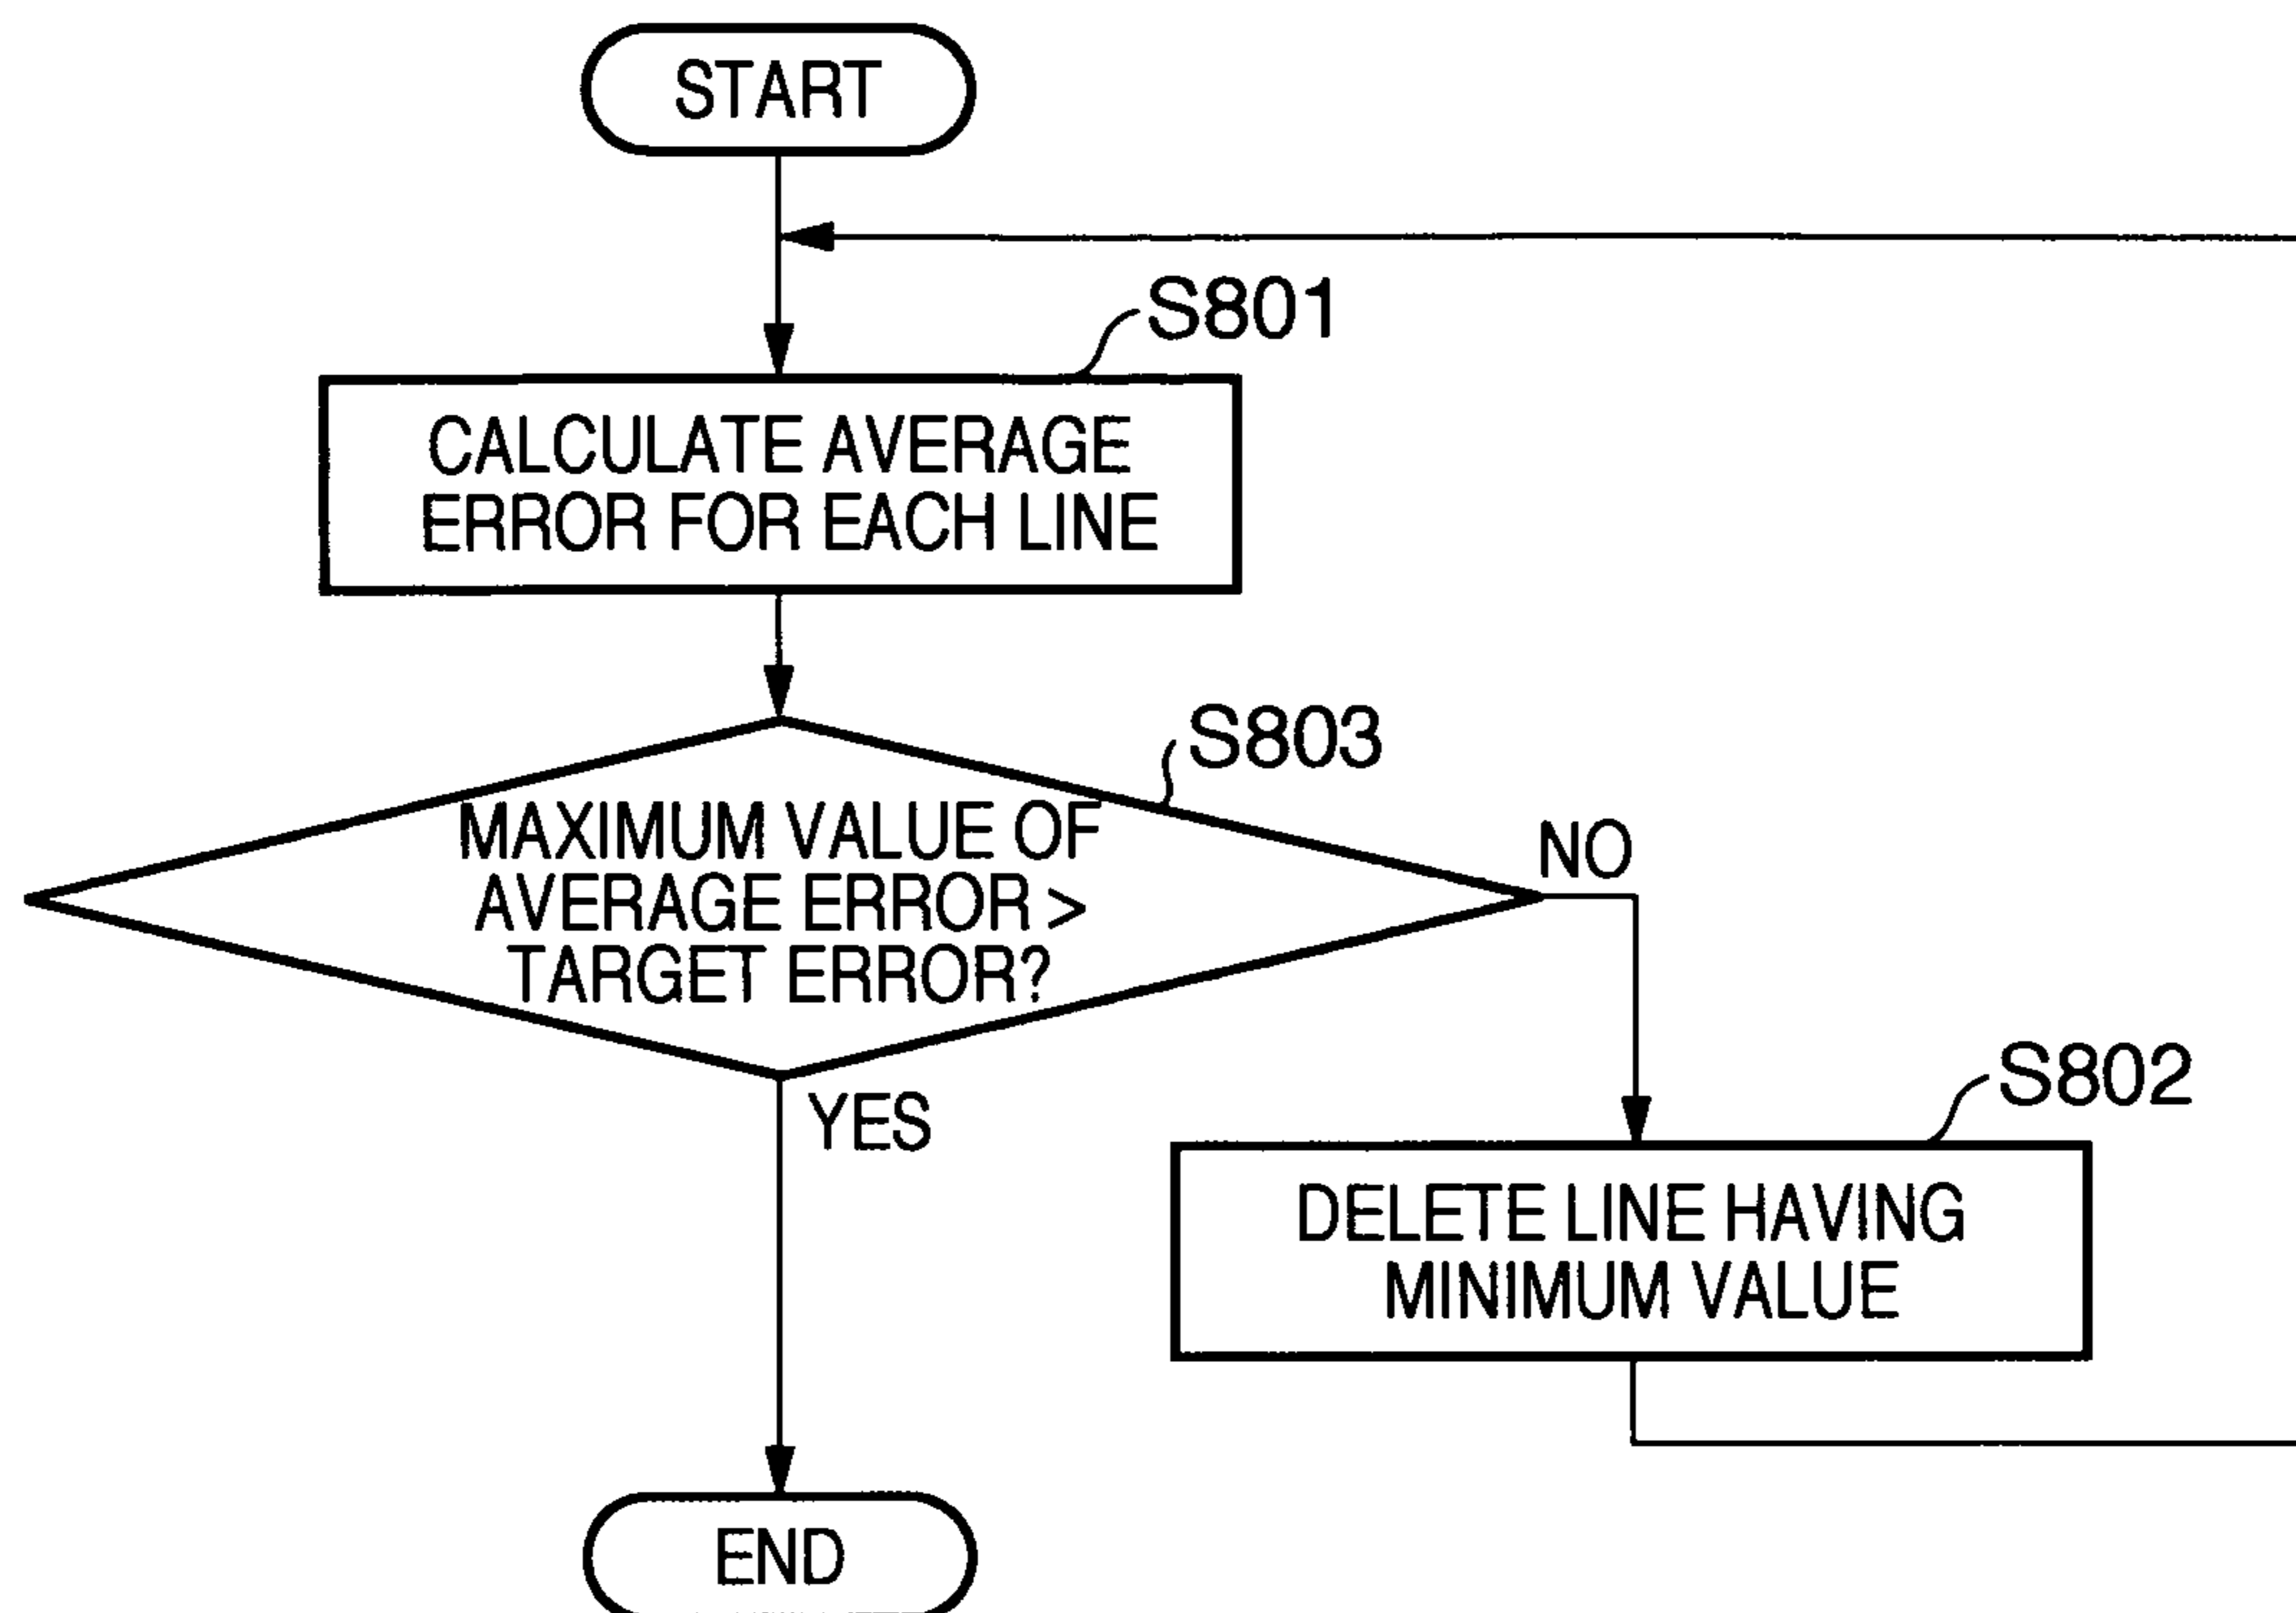 START
S801
CALCULATE AVERAGE
ERROR FOR EACH LINE
S803
MAXIMUM VALUE OF
AVERAGE ERROR >
TARGET ERROR?
NO
YES
S802
DELETE LINE HAVING
MINIMUM VALUE
END